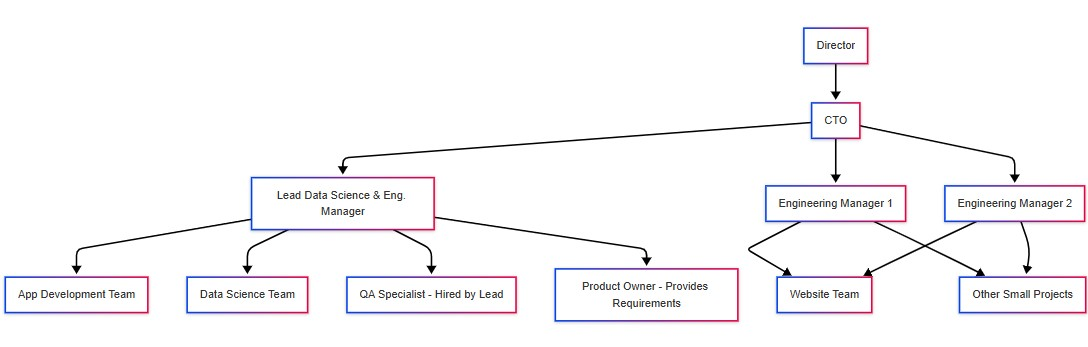 Director
CTO
Lead Data Science & Eng.
Manager
Engineering Manager 1
Engineering Manager 2
App Development Team
Data Science Team
QA Specialist - Hired by Lead
Product Owner - Provides
Requirements
Website Team
Other Small Projects